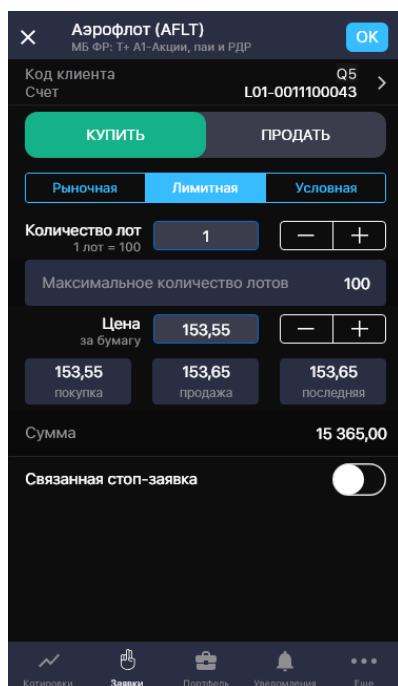 Аэрофлот (AFLT)
МБ ФР: Т+ А1-Акции, паи и РДР
OK
Код клиента Q5
Счет L01-0011100043
КУПИТЬ ПРОДАТЬ
Рыночная Лимитная Условная
Количество лот 1
1 лот = 100
Максимальное количество лотов 100
Цена 153,55
за бумагу
153,55 153,65 153,65
покупка продажа последняя
Сумма 15 365,00
Связанная стоп-заявка
Котировки Заявки Портфель Уведомления Еще